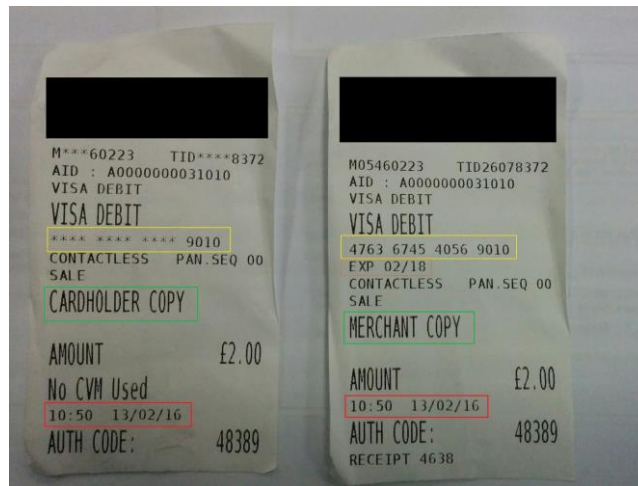 M***60223 TID****8372
AID : A0000000031010
VISA DEBIT
VISA DEBIT
**** **** **** 9010
CONTACTLESS PAN.SEQ 00
SALE
CARDHOLDER COPY
AMOUNT £2.00
No CVM Used
10:50 13/02/16
AUTH CODE: 48389
M05460223 TID26078372
AID : A0000000031010
VISA DEBIT
VISA DEBIT
4763 6745 4056 9010
EXP 02/18
CONTACTLESS PAN.SEQ 00
SALE
MERCHANT COPY
AMOUNT £2.00
10:50 13/02/16
AUTH CODE: 48389
RECEIPT 4638